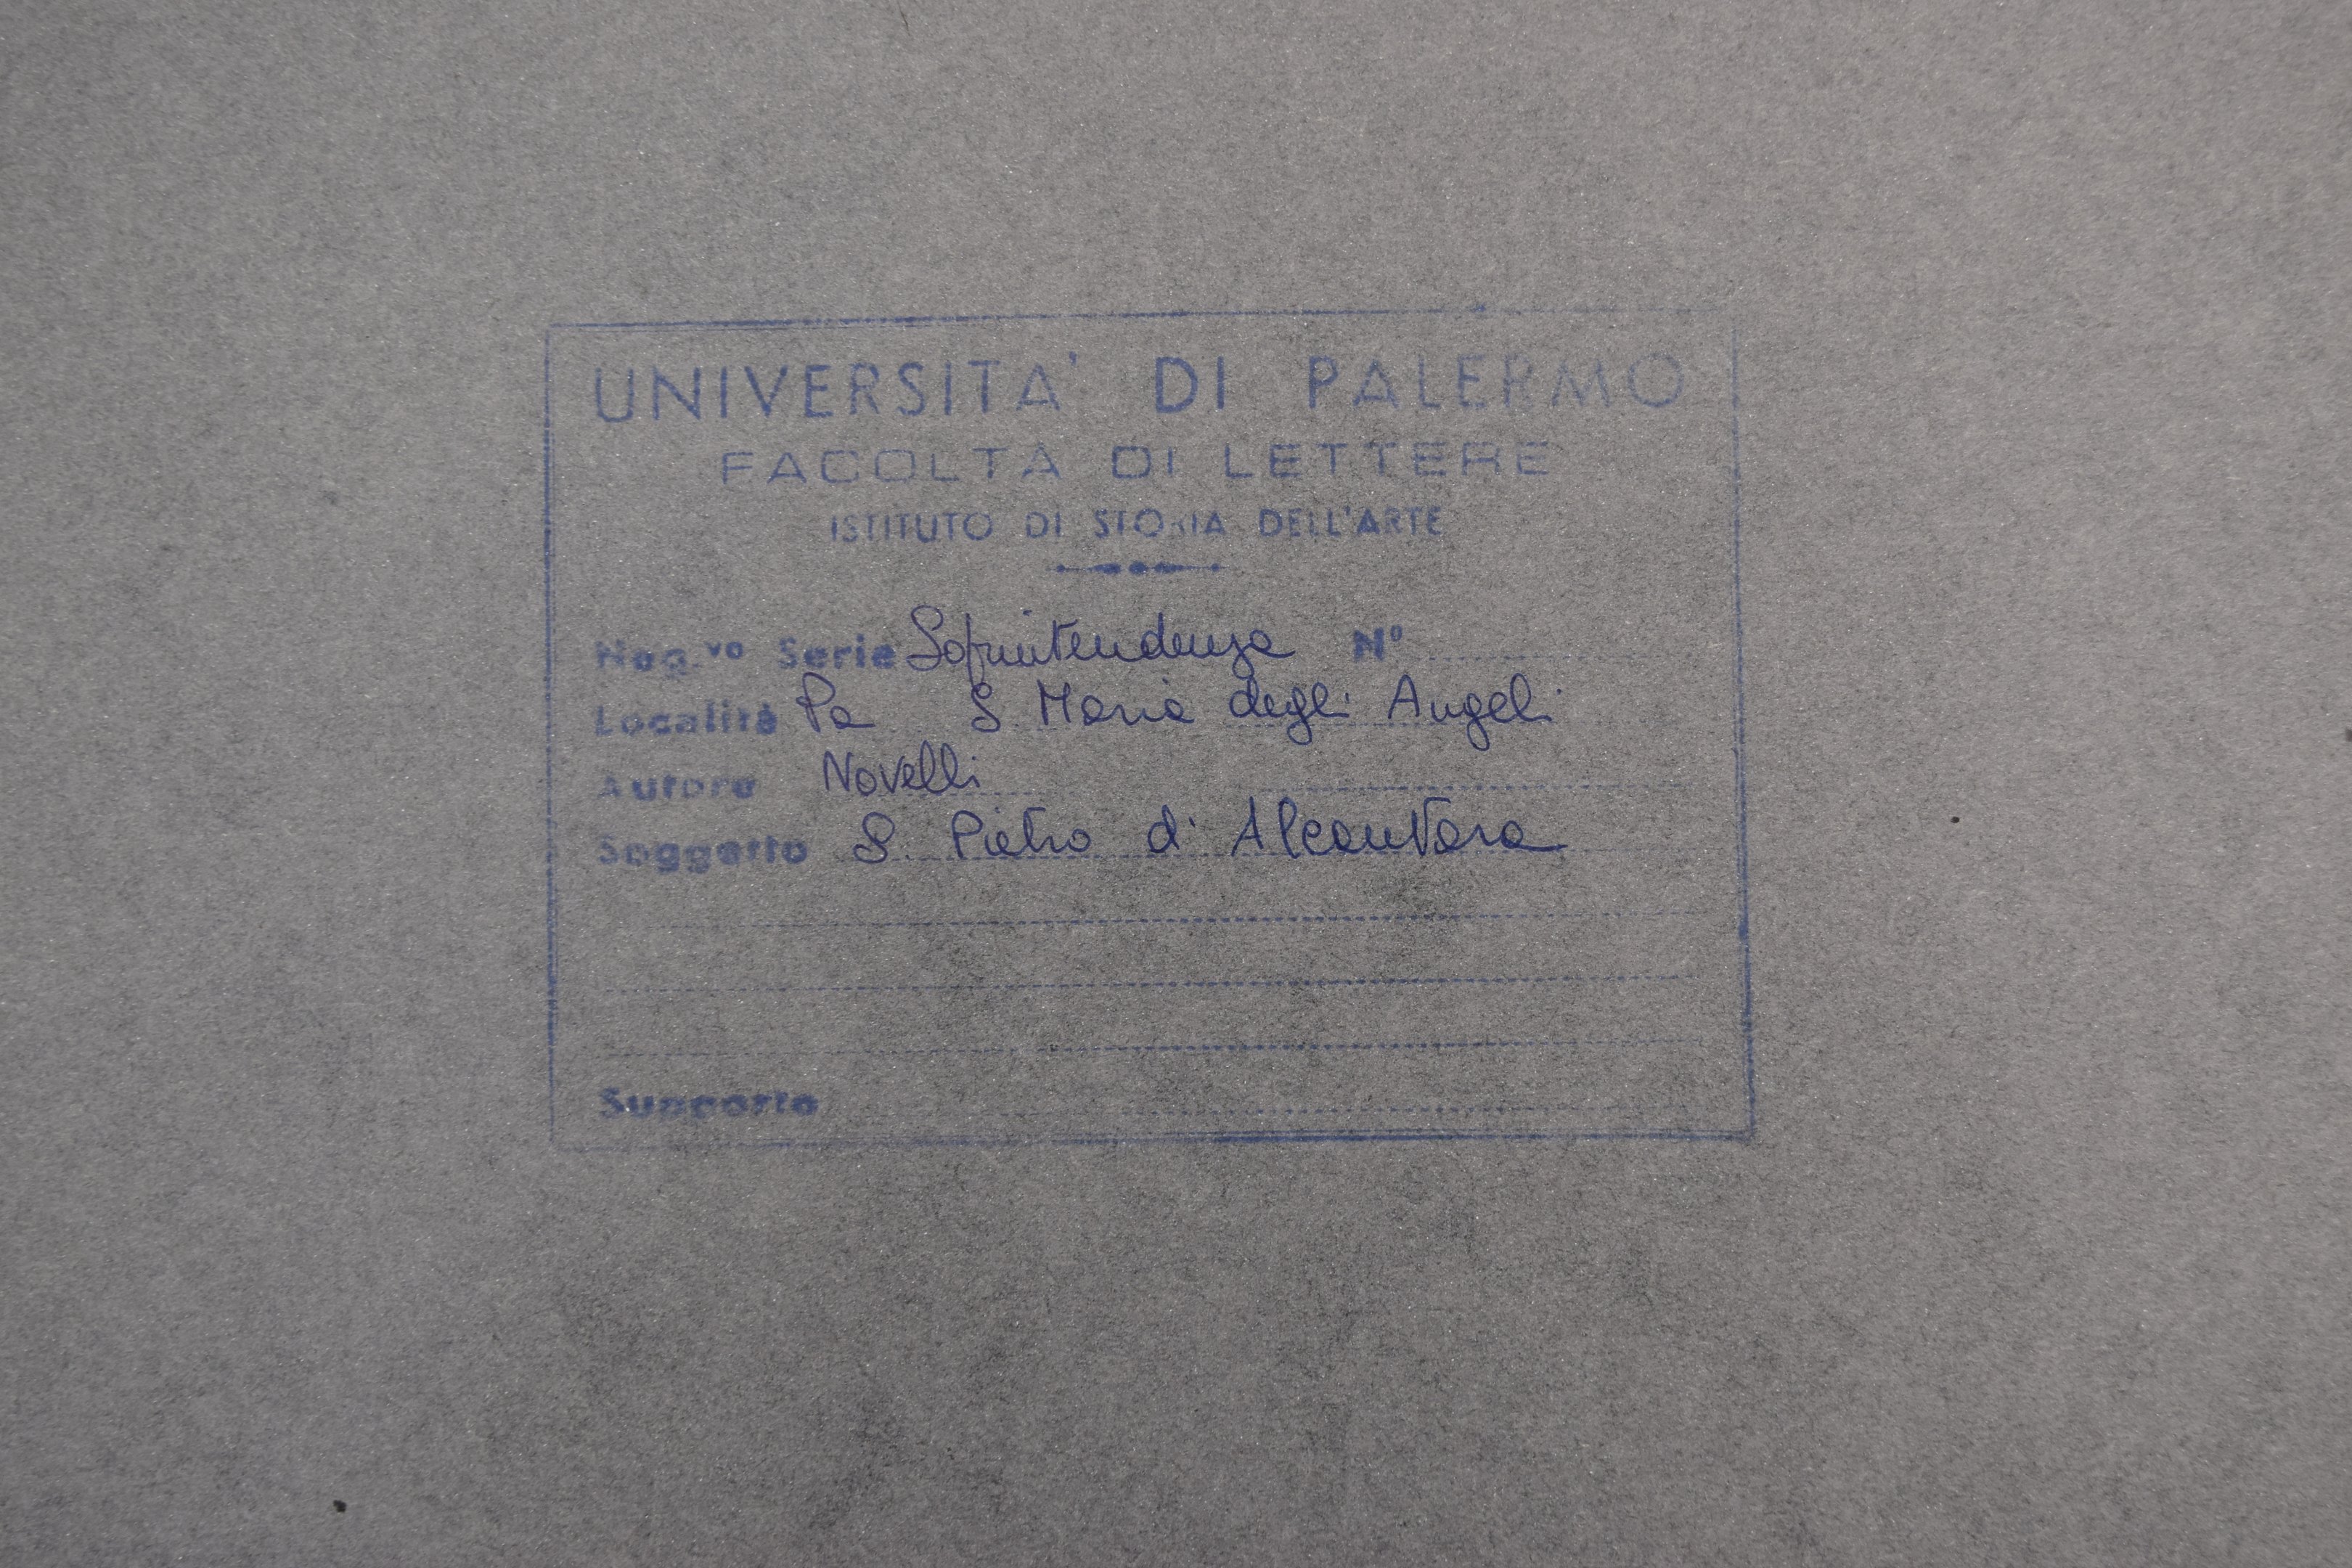 UNIVERSITA' DI PALERMO
FACOLTÀ DI LETTERE
ISTITUTO DI STORIA DELL'ARTE
Neg.vo Serie Soprintendenza N°
Località Pa S. Maria degli Angeli
Autore Novelli
Soggetto S. Pietro d'Alcantara
Supporto